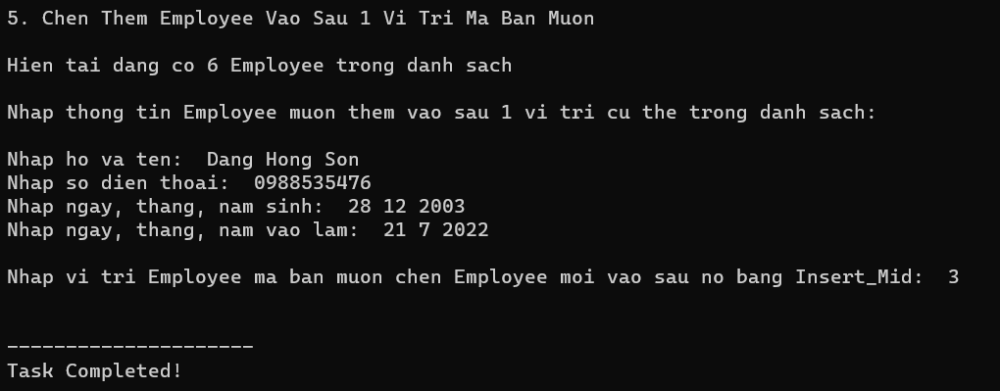 5. Chen Them Employee Vao Sau 1 Vi Tri Ma Ban Muon
Hien tai dang co 6 Employee trong danh sach
Nhap thong tin Employee muon them vao sau 1 vi tri cu the trong danh sach:
Nhap ho va ten:  Dang Hong Son
Nhap so dien thoai:  0988535476
Nhap ngay, thang, nam sinh:  28 12 2003
Nhap ngay, thang, nam vao lam:  21 7 2022
Nhap vi tri Employee ma ban muon chen Employee moi vao sau no bang Insert_Mid:  3
---------------------
Task Completed!